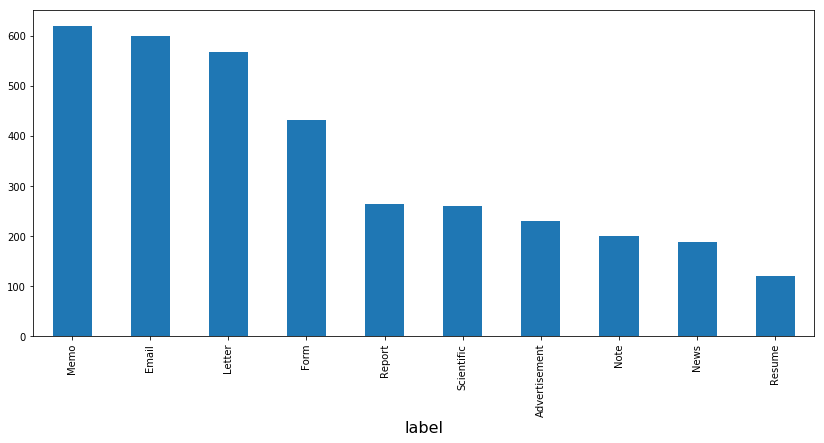 600
500
400
300
200
100
0
Memo
Email
Letter
Form
Report
Scientific
Advertisement
Note
News
Resume
label